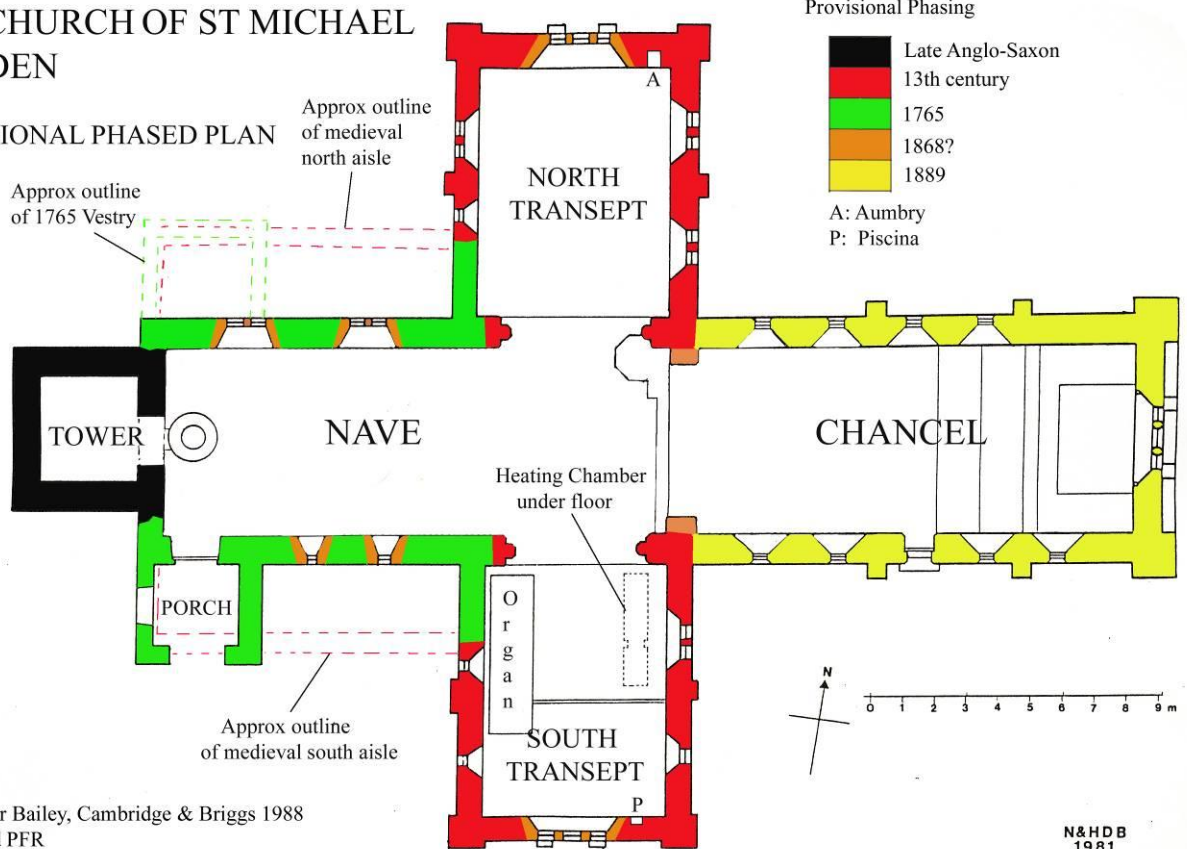 CHURCH OF ST MICHAEL
DEN
IONAL PHASED PLAN
Provisional Phasing
Late Anglo-Saxon
13th century
1765
1868?
1889
A: Aumbry
P: Piscina
Approx outline
of medieval
north aisle
Approx outline
of 1765 Vestry
A
NORTH
TRANSEPT
TOWER
NAVE
CHANCEL
Heating Chamber
under floor
PORCH
Organ
Approx outline
of medieval south aisle
SOUTH
TRANSEPT
P
N
0 1 2 3 4 5 6 7 8 9 m
r Bailey, Cambridge & Briggs 1988
PFR
N&HDB
1981